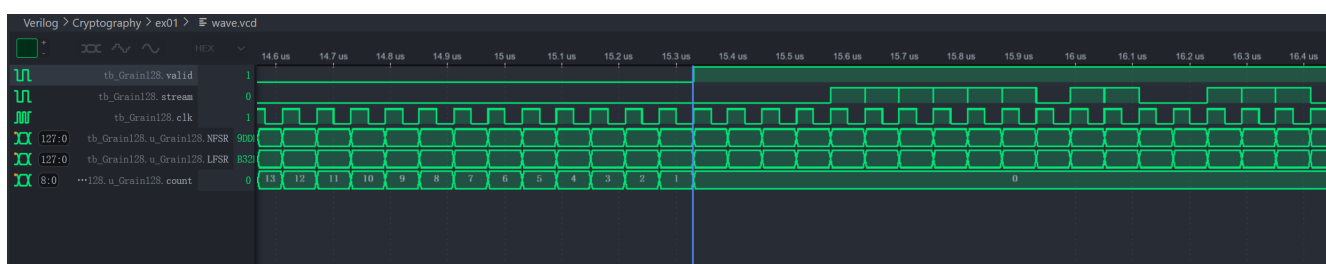 Verilog > Cryptography > ex01 > wave.vcd
+ - HEX
14.6 us 14.7 us 14.8 us 14.9 us 15 us 15.1 us 15.2 us 15.3 us 15.4 us 15.5 us 15.6 us 15.7 us 15.8 us 15.9 us 16 us 16.1 us 16.2 us 16.3 us 16.4 us
tb_Grain128.valid 1
tb_Grain128.stream 0
tb_Grain128.clk 1
127:0 tb_Grain128.u_Grain128.NFSR 9DD
127:0 tb_Grain128.u_Grain128.LFSR B32
8:0 ···128.u_Grain128.count 0 13 12 11 10 9 8 7 6 5 4 3 2 1 0